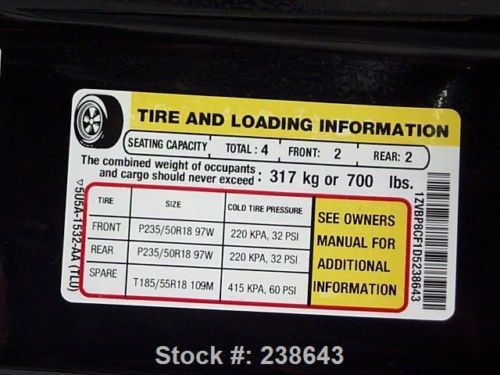 TIRE AND LOADING INFORMATION
SEATING CAPACITY TOTAL : 4 FRONT: 2 REAR: 2
The combined weight of occupants
and cargo should never exceed : 317 kg or 700 lbs.
TIRE SIZE COLD TIRE PRESSURE
FRONT P235/50R18 97W 220 KPA, 32 PSI
REAR P235/50R18 97W 220 KPA, 32 PSI
SPARE T185/55R18 109M 415 KPA, 60 PSI
SEE OWNERS
MANUAL FOR
ADDITIONAL
INFORMATION
5U5A-1532-AA (TLU)
1ZVBP8CF1D5238643
Stock #: 238643